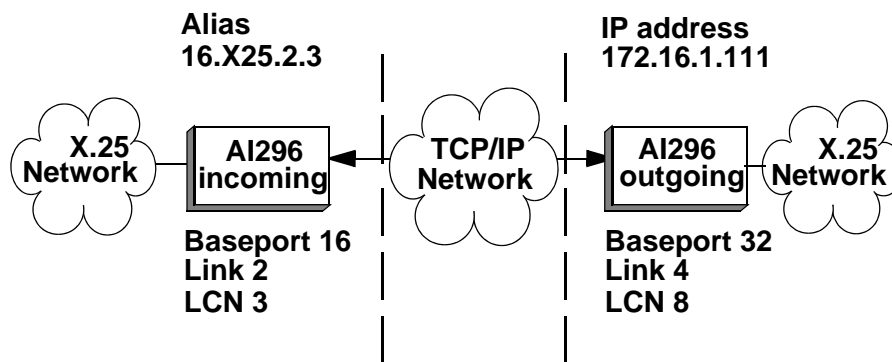 Alias
16.X25.2.3
IP address
172.16.1.111
X.25
Network
AI296
incoming
TCP/IP
Network
AI296
outgoing
X.25
Network
Baseport 16
Link 2
LCN 3
Baseport 32
Link 4
LCN 8